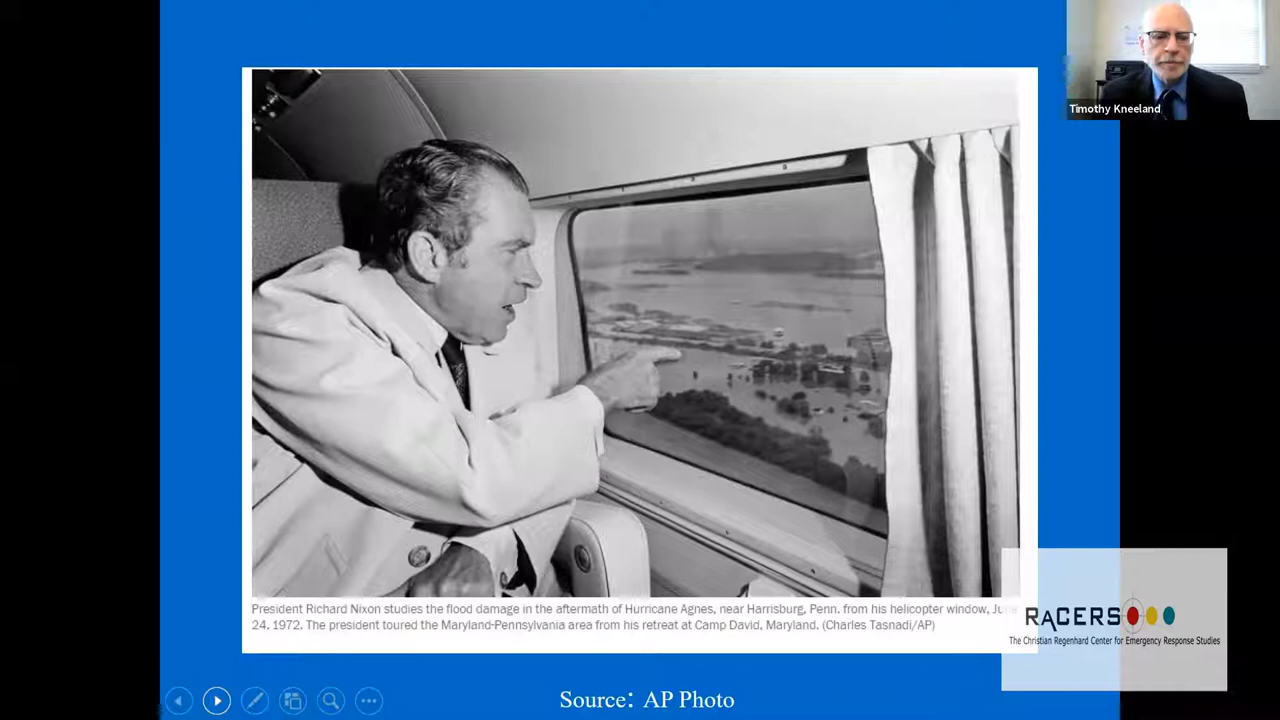 Timothy Kneeland
President Richard Nixon studies the flood damage in the aftermath of Hurricane Agnes, near Harrisburg, Penn. from his helicopter window,
24, 1972. The president toured the Maryland-Pennsylvania area from his retreat at Camp David, Maryland. (Charles Tasnadi/AP)
RaCERS
The Christian Regenhard Center for Emergency Response Studies
Source: AP Photo